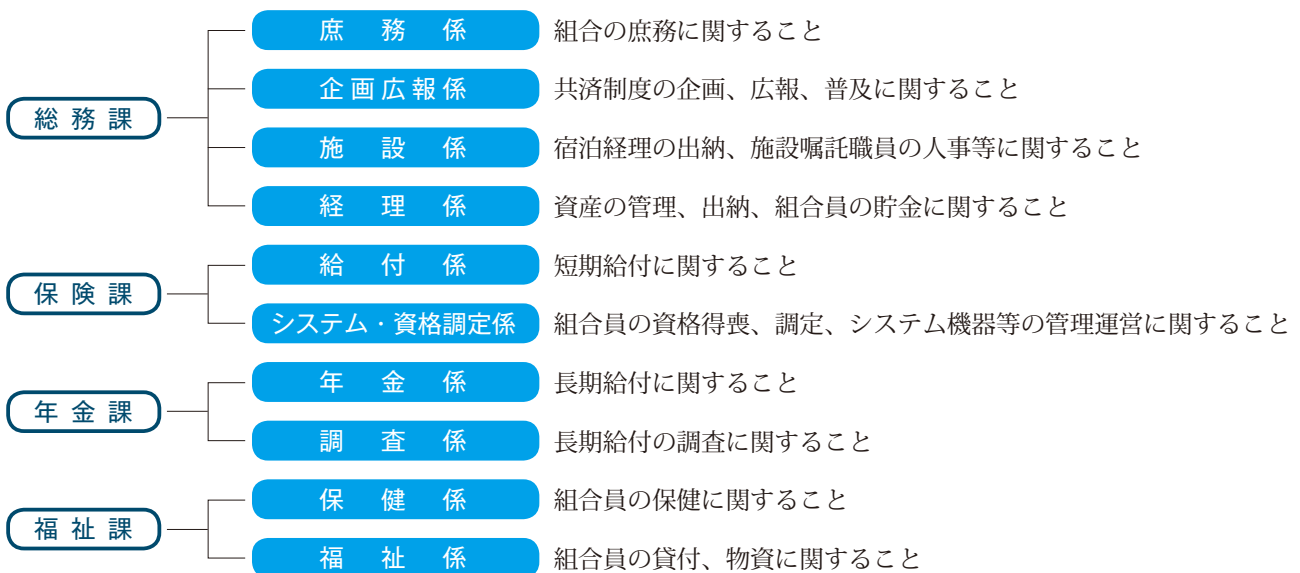 総務課
庶務係 組合の庶務に関すること
企画広報係 共済制度の企画、広報、普及に関すること
施設係 宿泊経理の出納、施設嘱託職員の人事等に関すること
経理係 資産の管理、出納、組合員の貯金に関すること
保険課
給付係 短期給付に関すること
システム・資格調定係 組合員の資格得喪、調定、システム機器等の管理運営に関すること
年金課
年金係 長期給付に関すること
調査係 長期給付の調査に関すること
福祉課
保健係 組合員の保健に関すること
福祉係 組合員の貸付、物資に関すること